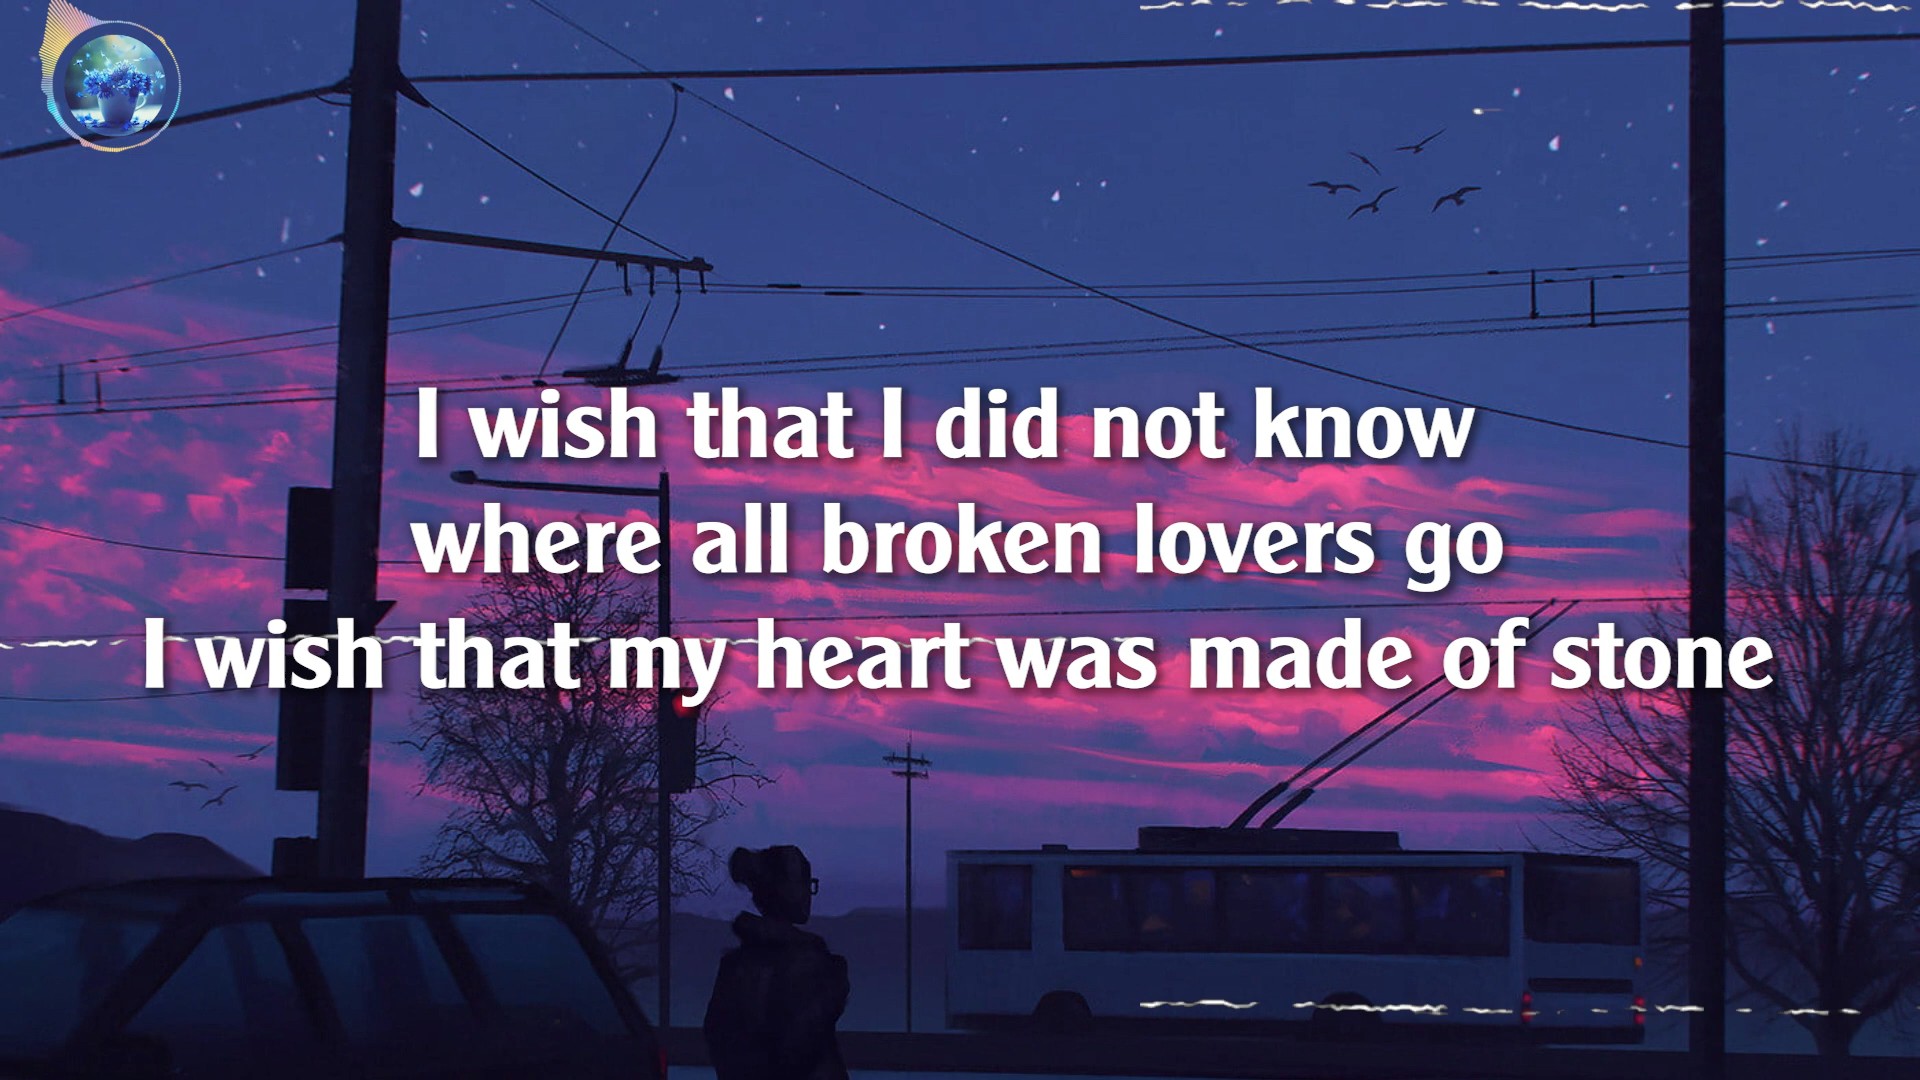 I wish that I did not know
where all broken lovers go
I wish that my heart was made of stone